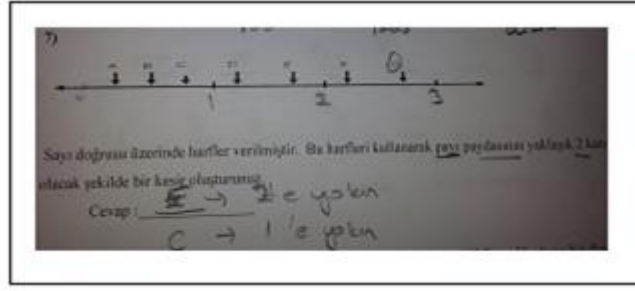 7)
A B C D E F G
0 1 2 3
Sayı doğrusu üzerinde harfler verilmiştir. Bu harfleri kullanarak payı paydasının yaklaşık 2 katı
olacak şekilde bir kesir oluşturunuz.
Cevap: E → 2'e yakın
C → 1'e yakın